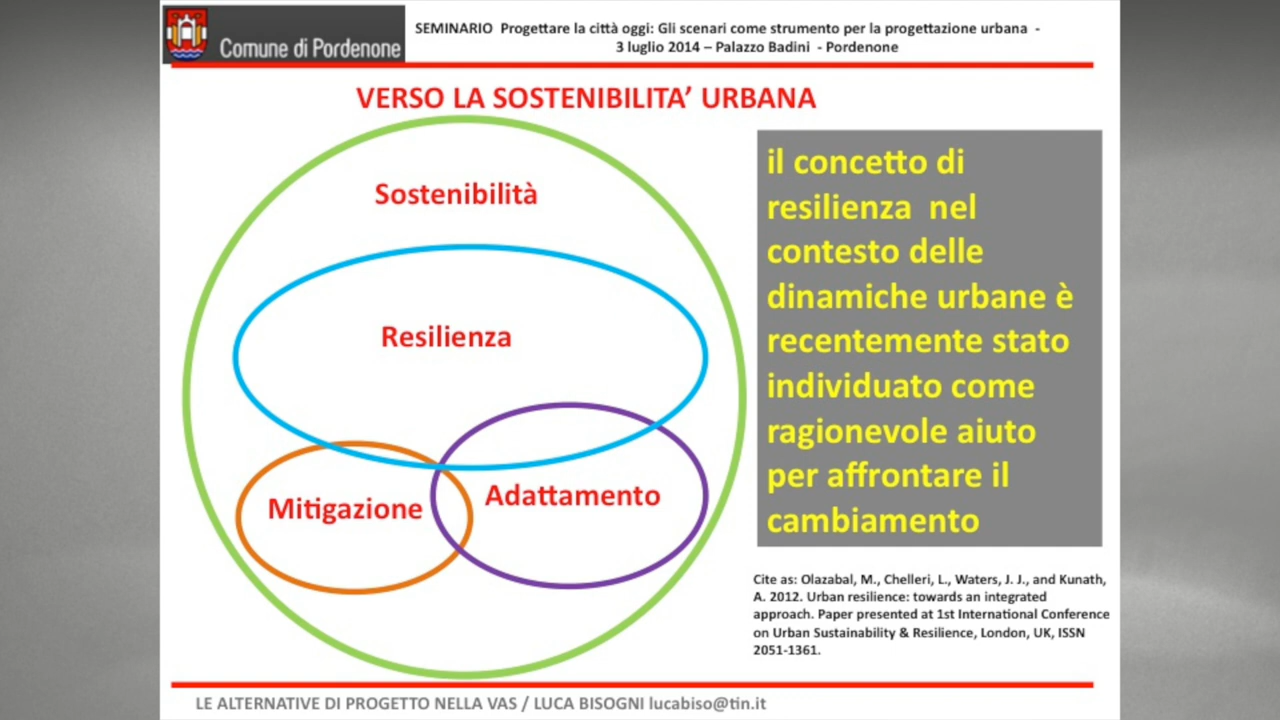 Comune di Pordenone
SEMINARIO Progettare la città oggi: Gli scenari come strumento per la progettazione urbana -
3 luglio 2014 – Palazzo Badini - Pordenone
VERSO LA SOSTENIBILITA’ URBANA
Sostenibilità
Resilienza
Mitigazione
Adattamento
il concetto di
resilienza nel
contesto delle
dinamiche urbane è
recentemente stato
individuato come
ragionevole aiuto
per affrontare il
cambiamento
Cite as: Olazabal, M., Chelleri, L., Waters, J. J., and Kunath,
A. 2012. Urban resilience: towards an integrated
approach. Paper presented at 1st International Conference
on Urban Sustainability & Resilience, London, UK, ISSN
2051-1361.
LE ALTERNATIVE DI PROGETTO NELLA VAS / LUCA BISOGNI lucabiso@tin.it